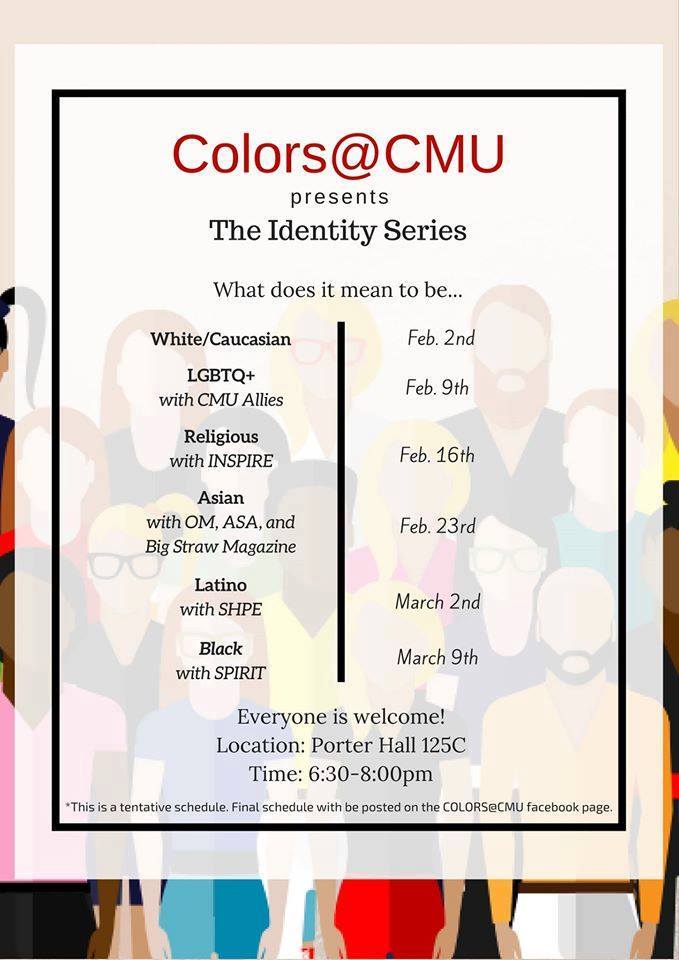 Colors@CMU
presents
The Identity Series
What does it mean to be...
White/Caucasian
Feb. 2nd
LGBTQ+
with CMU Allies
Feb. 9th
Religious
with INSPIRE
Feb. 16th
Asian
with OM, ASA, and
Big Straw Magazine
Feb. 23rd
Latino
with SHPE
March 2nd
Black
with SPIRIT
March 9th
Everyone is welcome!
Location: Porter Hall 125C
Time: 6:30-8:00pm
*This is a tentative schedule. Final schedule with be posted on the COLORS@CMU facebook page.